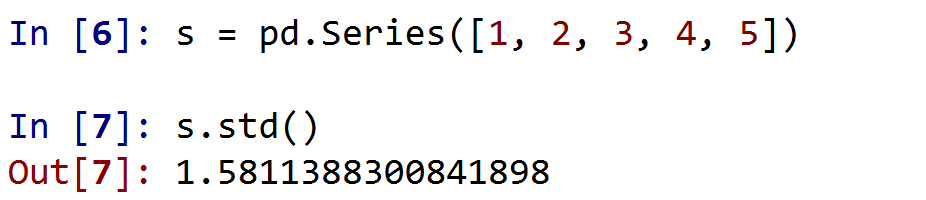 In [6]: s = pd.Series([1, 2, 3, 4, 5])
In [7]: s.std()
Out[7]: 1.5811388300841898